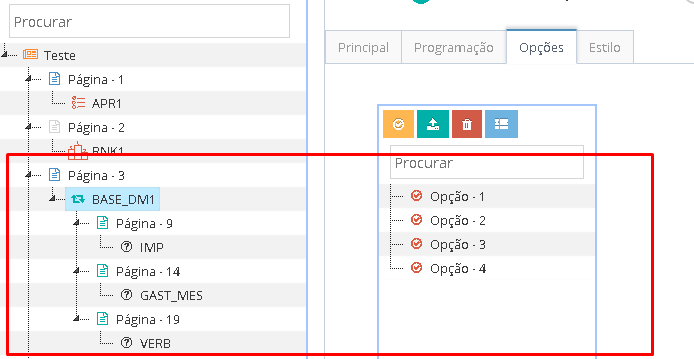 Procurar
Teste
Página - 1
APR1
Página - 2
RNK1
Página - 3
BASE_DM1
Página - 9
IMP
Página - 14
GAST_MES
Página - 19
VERB
Principal Programação Opções Estilo
Procurar
Opção - 1
Opção - 2
Opção - 3
Opção - 4